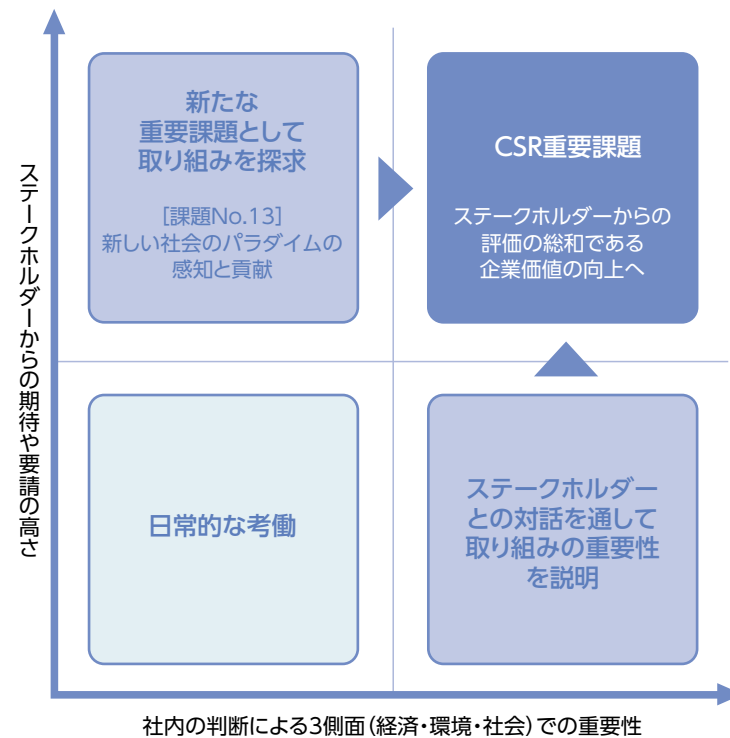 ステークホルダーからの期待や要請の高さ
新たな
重要課題として
取り組みを探求
[課題No.13]
新しい社会のパラダイムの
感知と貢献
CSR重要課題
ステークホルダーからの
評価の総和である
企業価値の向上へ
日常的な考働
ステークホルダー
との対話を通して
取り組みの重要性
を説明
社内の判断による3側面(経済・環境・社会)での重要性